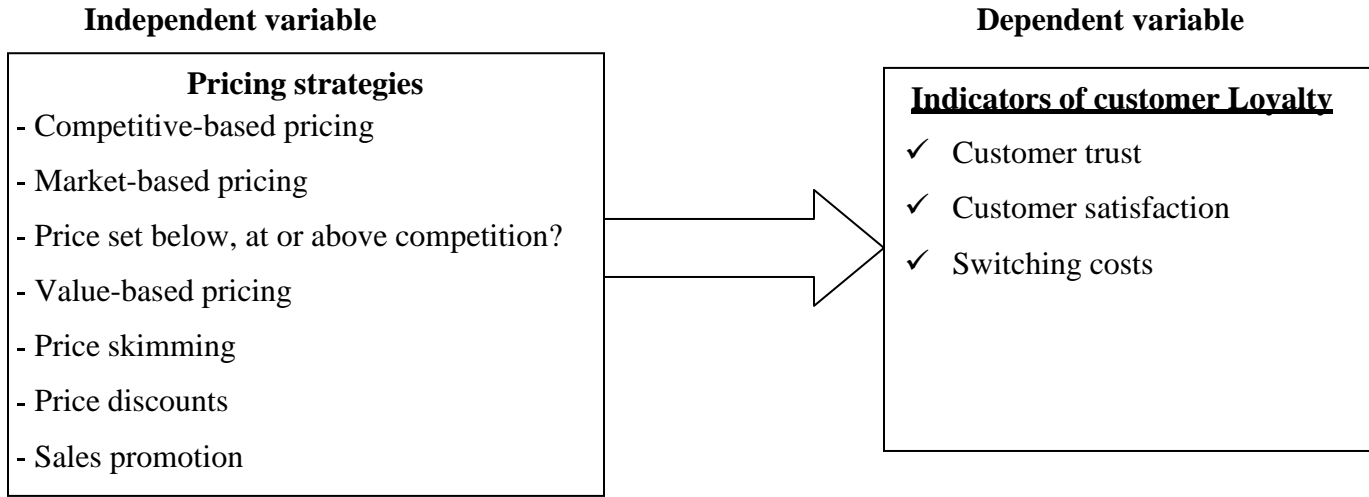 Independent variable
Dependent variable
Pricing strategies
- Competitive-based pricing
- Market-based pricing
- Price set below, at or above competition?
- Value-based pricing
- Price skimming
- Price discounts
- Sales promotion
Indicators of customer Loyalty
✓ Customer trust
✓ Customer satisfaction
✓ Switching costs